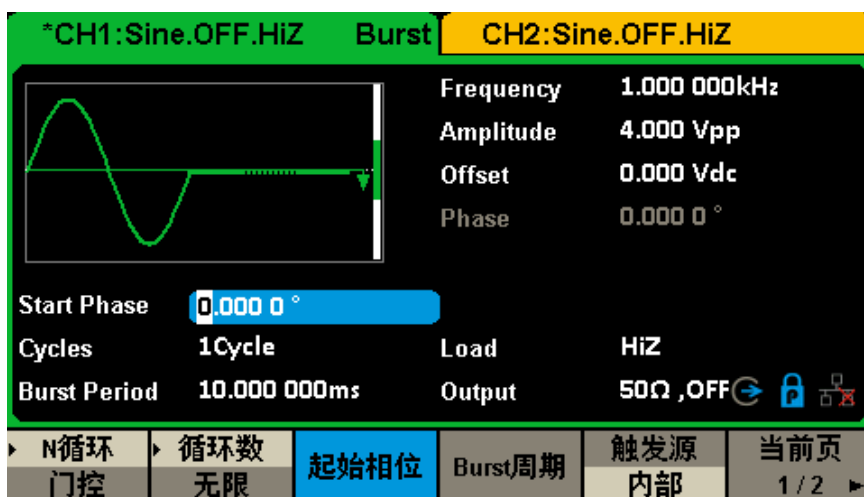 *CH1:Sine.OFF.HiZ Burst CH2:Sine.OFF.HiZ
Frequency 1.000 000kHz
Amplitude 4.000 Vpp
Offset 0.000 Vdc
Phase 0.000 0 °
Start Phase 0.000 0 °
Cycles 1Cycle Load HiZ
Burst Period 10.000 000ms Output 50Ω ,OFF P
N循环 循环数 起始相位 Burst周期 触发源 当前页
门控 无限 内部 1/2